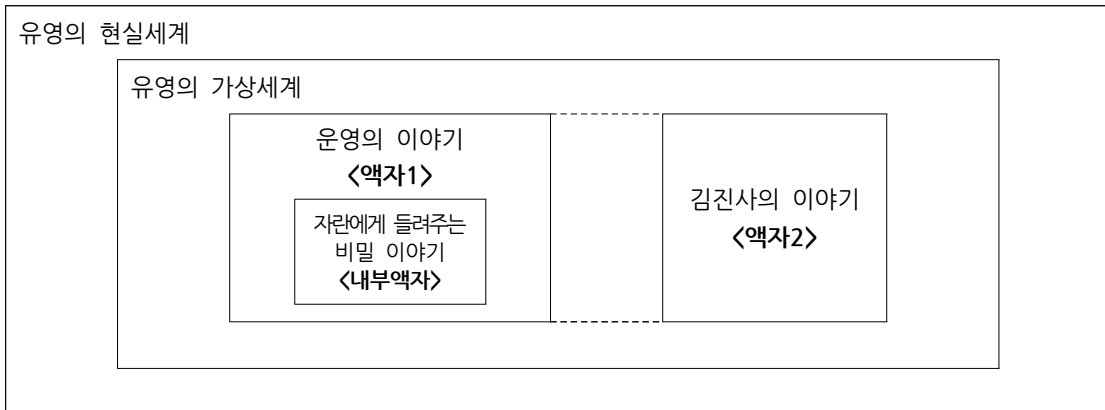 유영의 현실세계
유영의 가상세계
운영의 이야기
<액자1>
자란에게 들려주는
비밀 이야기
<내부액자>
김진사의 이야기
<액자2>